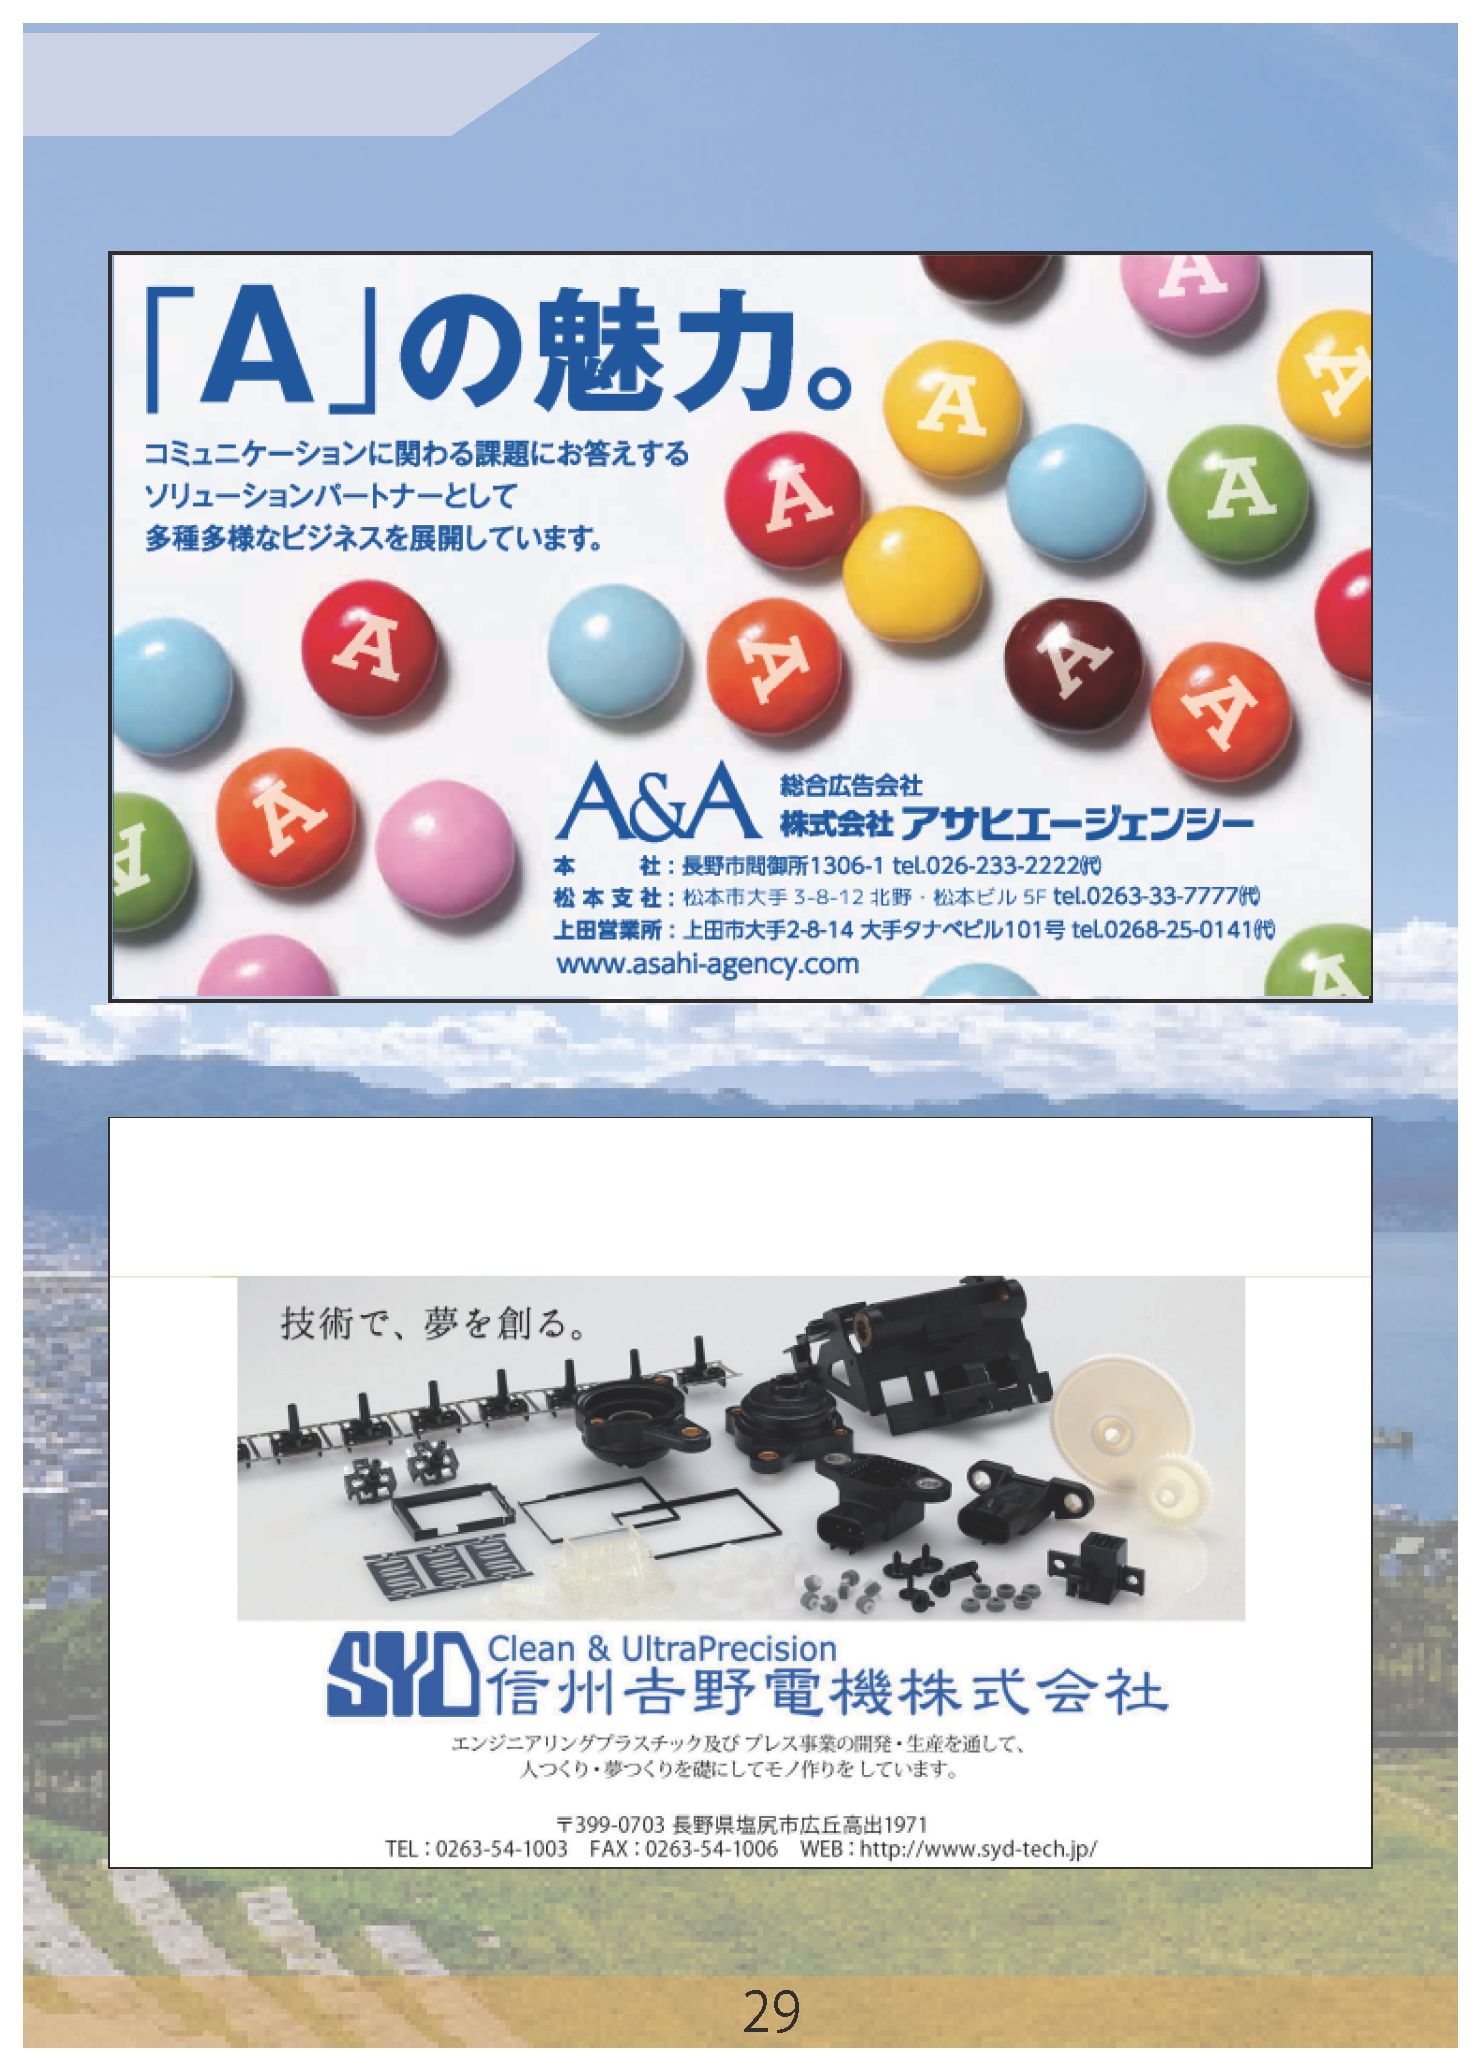 「A」の魅力。
コミュニケーションに関わる課題にお答えする
ソリューションパートナーとして
多種多様なビジネスを展開しています。
A&A 総合広告会社
株式会社 アサヒエージェンシー
本社:長野市問御所1306-1 tel.026-233-2222㈹
松本支社:松本市大手 3-8-12 北野・松本ビル 5F tel.0263-33-7777㈹
上田営業所:上田市大手2-8-14 大手タナベビル101号 tel.0268-25-0141㈹
www.asahi-agency.com
技術で、夢を創る。
SYD Clean & UltraPrecision
信州𠮷野電機株式会社
エンジニアリングプラスチック及び プレス事業の開発・生産を通して、
人つくり・夢つくりを礎にしてモノ作りを しています。
〒399-0703 長野県塩尻市広丘高出1971
TEL:0263-54-1003 FAX:0263-54-1006 WEB:http://www.syd-tech.jp/
29